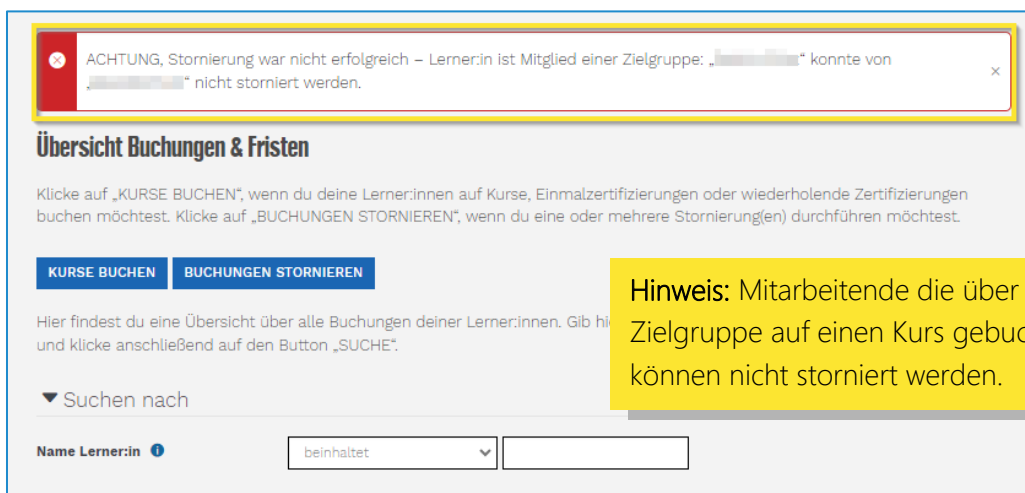 ACHTUNG, Stornierung war nicht erfolgreich – Lerner:in ist Mitglied einer Zielgruppe: „ “ konnte von
„ “ nicht storniert werden.
Übersicht Buchungen & Fristen
Klicke auf „KURSE BUCHEN“, wenn du deine Lerner:innen auf Kurse, Einmalzertifizierungen oder wiederholende Zertifizierungen
buchen möchtest. Klicke auf „BUCHUNGEN STORNIEREN“, wenn du eine oder mehrere Stornierung(en) durchführen möchtest.
KURSE BUCHEN BUCHUNGEN STORNIEREN
Hier findest du eine Übersicht über alle Buchungen deiner Lerner:innen. Gib
und klicke anschließend auf den Button „SUCHE“.
Hinweis: Mitarbeitende die über
Zielgruppe auf einen Kurs
können nicht storniert werden.
Suchen nach
Name Lerner:in beinhaltet